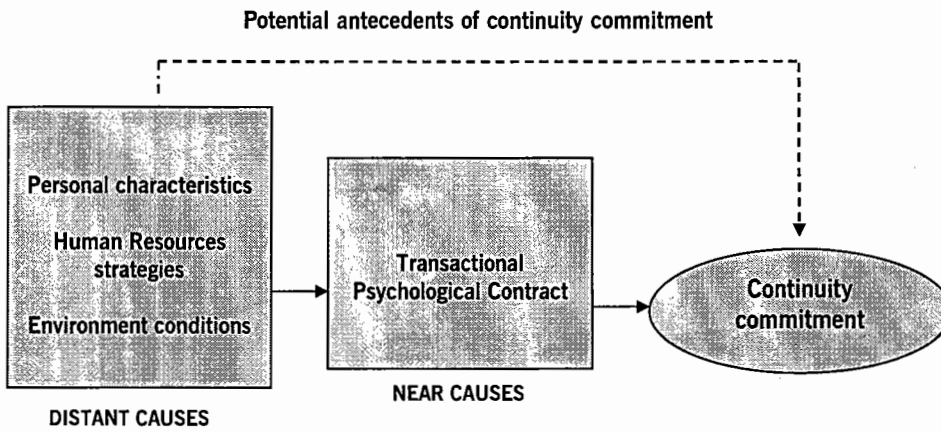 Potential antecedents of continuity commitment
Personal characteristics
Human Resources
strategies
Environment conditions
DISTANT CAUSES
Transactional
Psychological Contract
NEAR CAUSES
Continuity
commitment